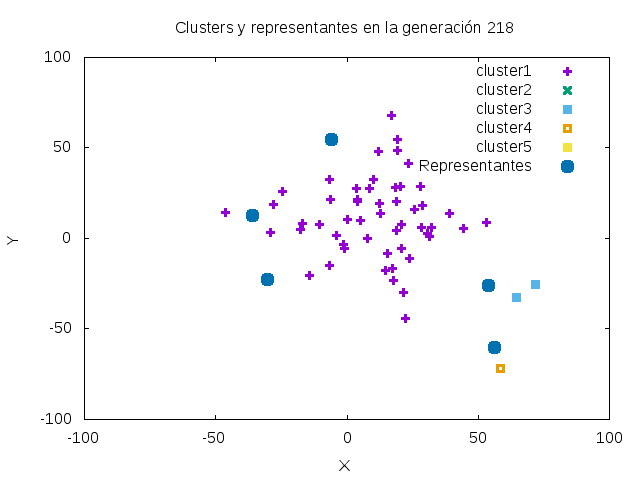 Clusters y representantes en la generación 218
cluster1
cluster2
cluster3
cluster4
cluster5
Representantes
100
50
0
-50
-100
-100
-50
0
50
100
Y
X